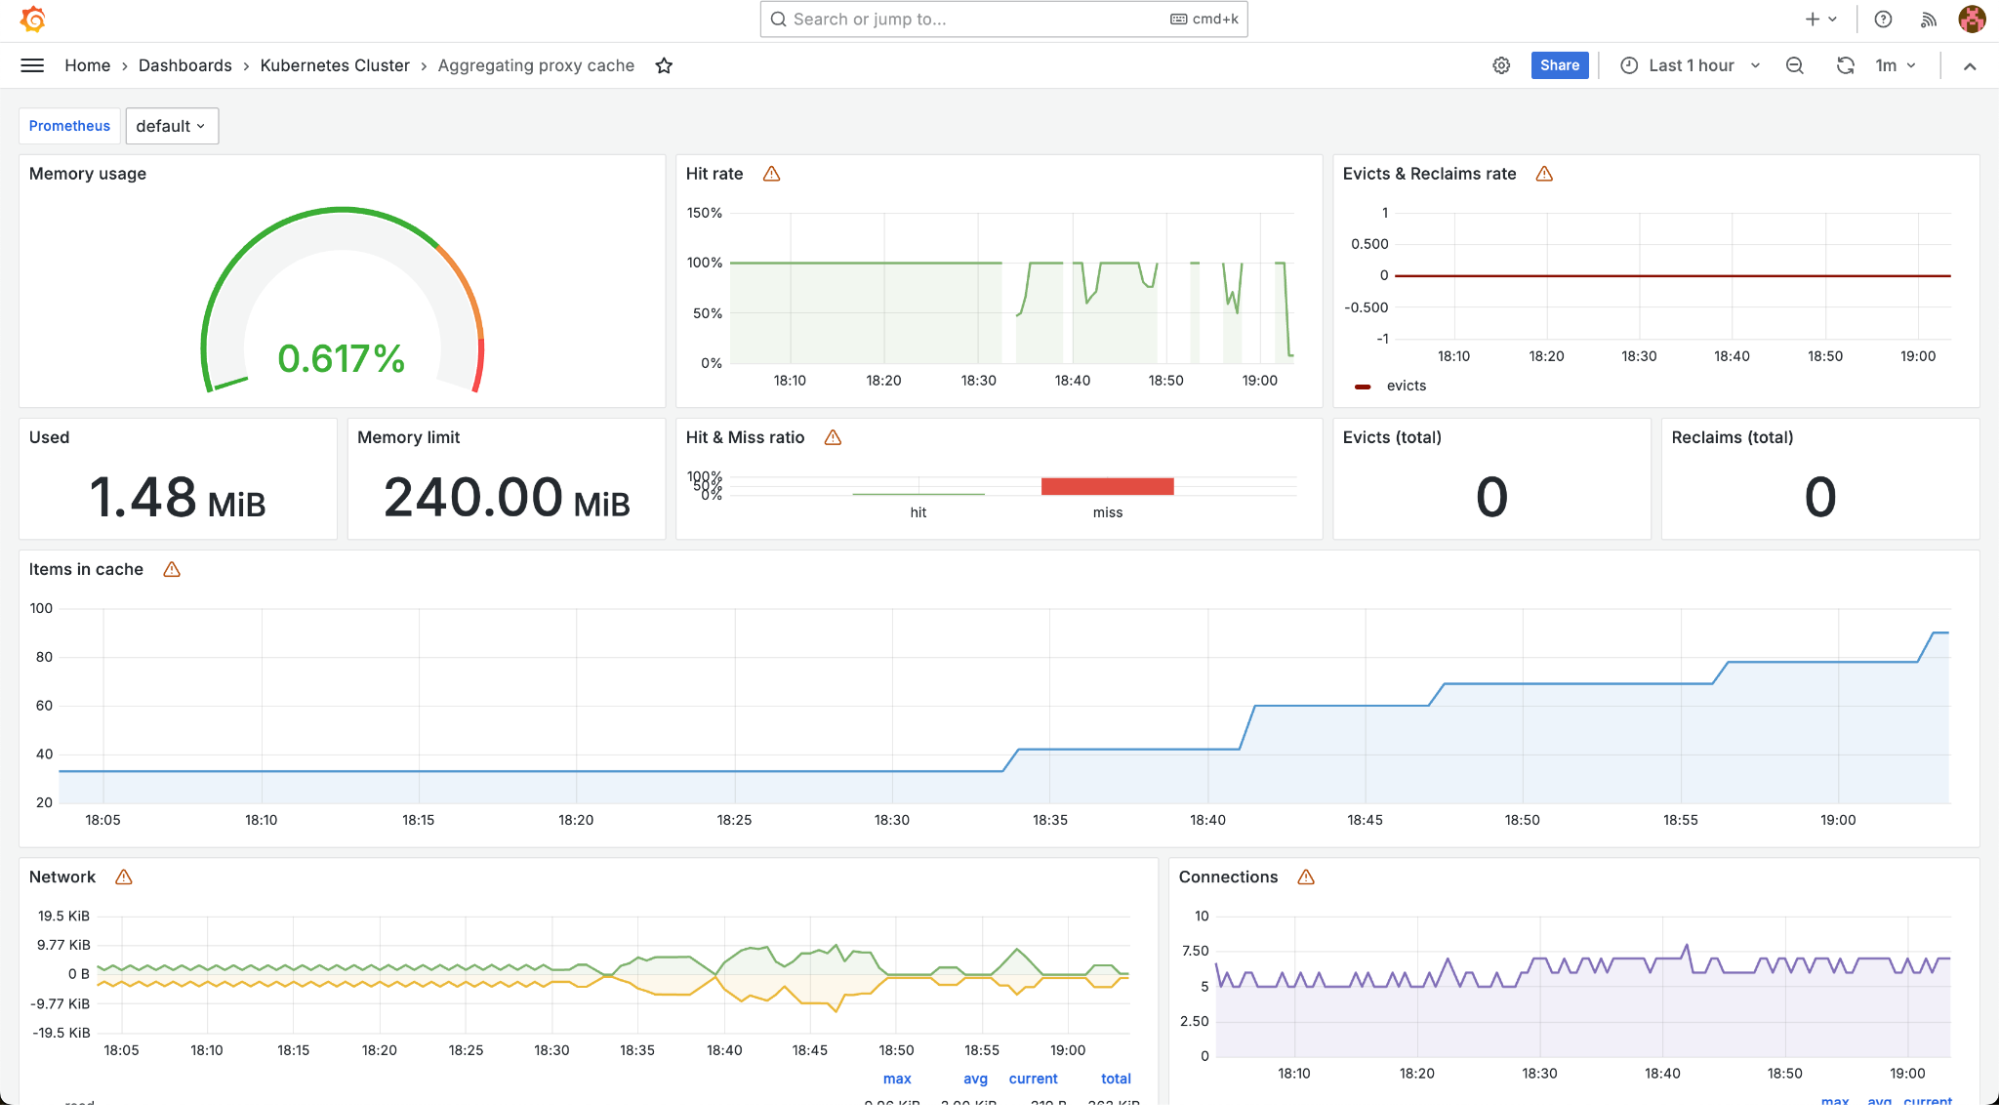 Search or jump to... cmd+k
Home › Dashboards › Kubernetes Cluster › Aggregating proxy cache
Share
Last 1 hour
1m
Prometheus
default
Memory usage
0.617%
Hit rate
150%
100%
50%
0%
18:10 18:20 18:30 18:40 18:50 19:00
Evicts & Reclaims rate
1
0.500
0
-0.500
-1
18:10 18:20 18:30 18:40 18:50 19:00
evicts
Used
1.48 MiB
Memory limit
240.00 MiB
Hit & Miss ratio
100%
50%
0%
hit miss
Evicts (total)
0
Reclaims (total)
0
Items in cache
100
80
60
40
20
18:05 18:10 18:15 18:20 18:25 18:30 18:35 18:40 18:45 18:50 18:55 19:00
Network
19.5 KiB
9.77 KiB
0 B
-9.77 KiB
-19.5 KiB
18:05 18:10 18:15 18:20 18:25 18:30 18:35 18:40 18:45 18:50 18:55 19:00
max avg current total
Connections
10
7.50
5
2.50
0
18:10 18:20 18:30 18:40 18:50 19:00
max avg current